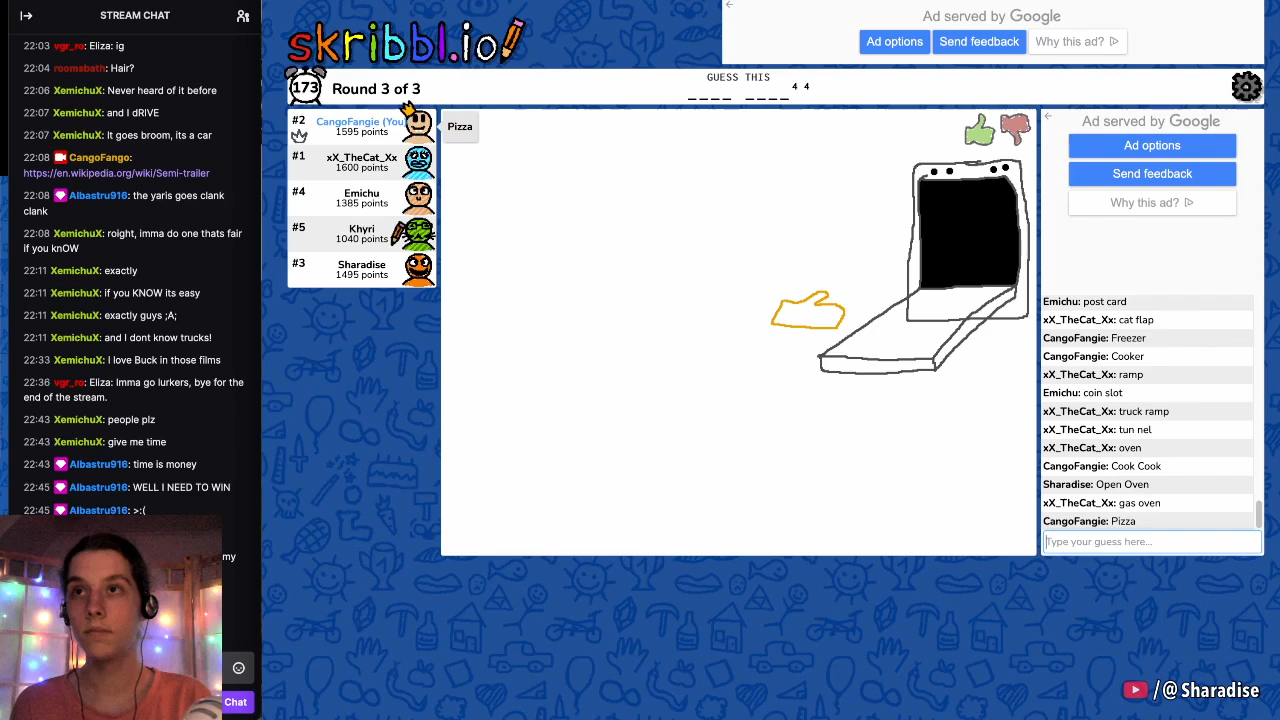 STREAM CHAT
22:03 vgr_ro: Eliza: ig
22:04 roomsbath: Hair?
22:06 XemichuX: Never heard of it before
22:07 XemichuX: and I dRIVE
22:07 XemichuX: It goes broom, its a car
22:08 CangoFango:
https://en.wikipedia.org/wiki/Semi-trailer
22:08 Albastru916: the yaris goes clank
clank
22:08 XemichuX: roight, imma do one thats fair
if you knOW
22:11 XemichuX: exactly
22:11 XemichuX: if you KNOW its easy
22:11 XemichuX: exactly guys ;A;
22:11 XemichuX: and I dont know trucks!
22:33 XemichuX: I love Buck in those films
22:36 vgr_ro: Eliza: Imma go lurkers, bye for the
end of the stream.
22:43 XemichuX: people plz
22:43 XemichuX: give me time
22:43 Albastru916: time is money
22:45 Albastru916: WELL I NEED TO WIN
22:45 Albastru916: >:(
my
Chat
skribbl.io
173
Round 3 of 3
GUESS THIS
____ ____ 4 4
Ad served by Google
Ad options
Send feedback
Why this ad?
#2 CangoFangie (You)
1595 points
#1 xX_TheCat_Xx
1600 points
#4 Emichu
1385 points
#5 Khyri
1040 points
#3 Sharadise
1495 points
Pizza
Ad served by Google
Ad options
Send feedback
Why this ad?
Emichu: post card
xX_TheCat_Xx: cat flap
CangoFangie: Freezer
CangoFangie: Cooker
xX_TheCat_Xx: ramp
Emichu: coin slot
xX_TheCat_Xx: truck ramp
xX_TheCat_Xx: tun nel
xX_TheCat_Xx: oven
CangoFangie: Cook Cook
Sharadise: Open Oven
xX_TheCat_Xx: gas oven
CangoFangie: Pizza
Type your guess here...
/@Sharadise